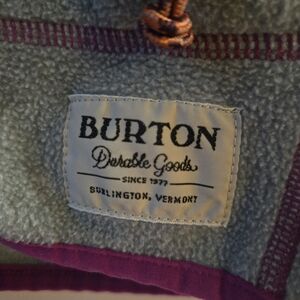 BURTON
Durable Goods
SINCE 1977
BURLINGTON, VERMONT